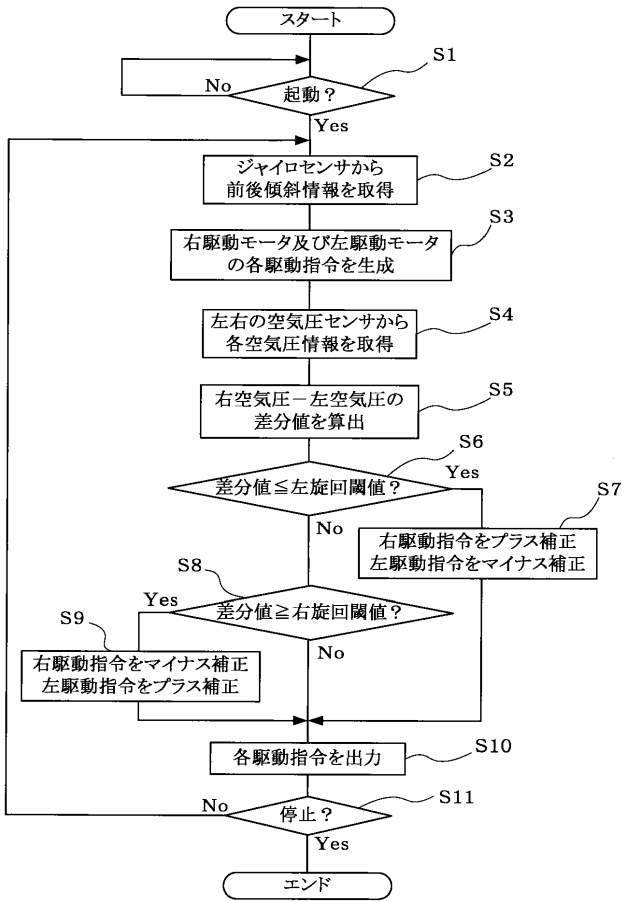 スタート
S1
No
起動？
Yes
S2
ジャイロセンサから
前後傾斜情報を取得
S3
右駆動モータ及び左駆動モータ
の各駆動指令を生成
S4
左右の空気圧センサから
各空気圧情報を取得
S5
右空気圧－左空気圧の
差分値を算出
S6
差分値≦左旋回閾値？
Yes
No
S7
右駆動指令をプラス補正
左駆動指令をマイナス補正
S8
差分値≧右旋回閾値？
Yes
No
S9
右駆動指令をマイナス補正
左駆動指令をプラス補正
S10
各駆動指令を出力
S11
No
停止？
Yes
エンド